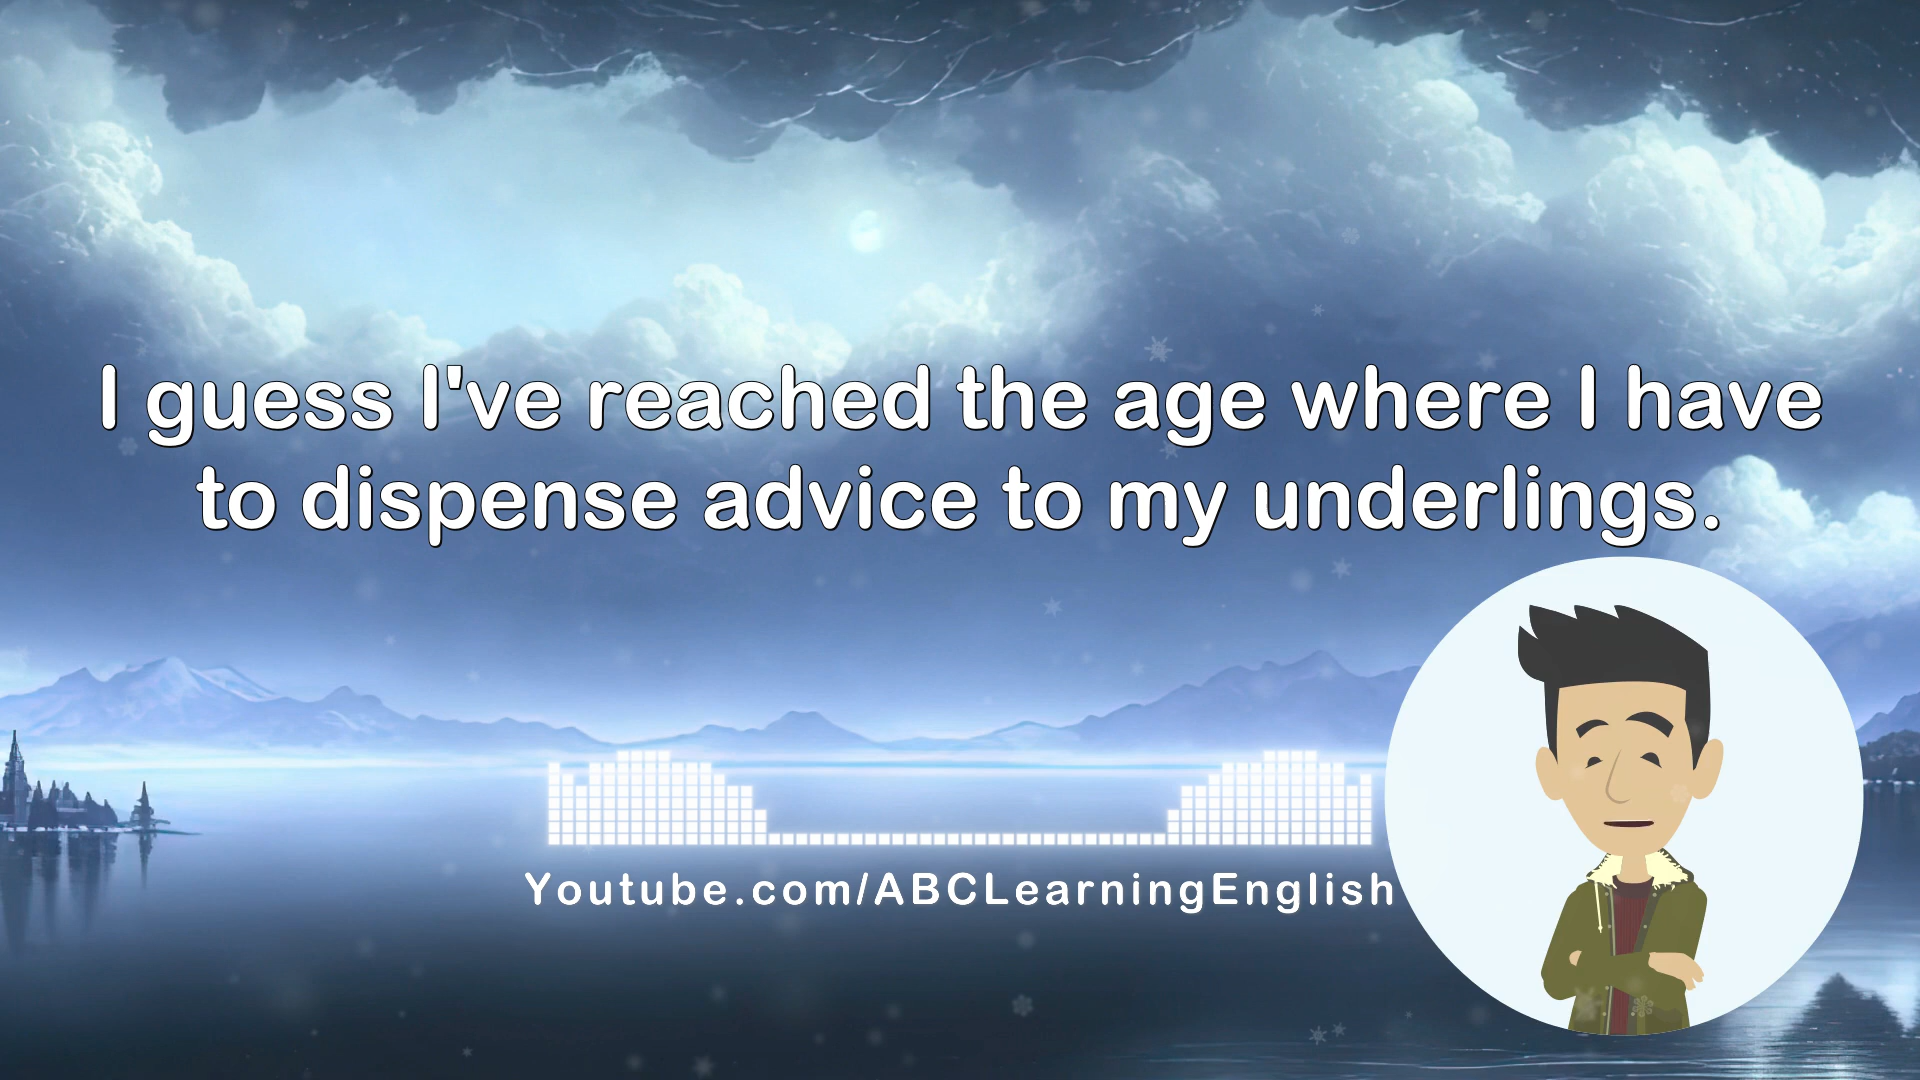 I guess I've reached the age where I have
to dispense advice to my underlings.
Youtube.com/ABCLearningEnglish